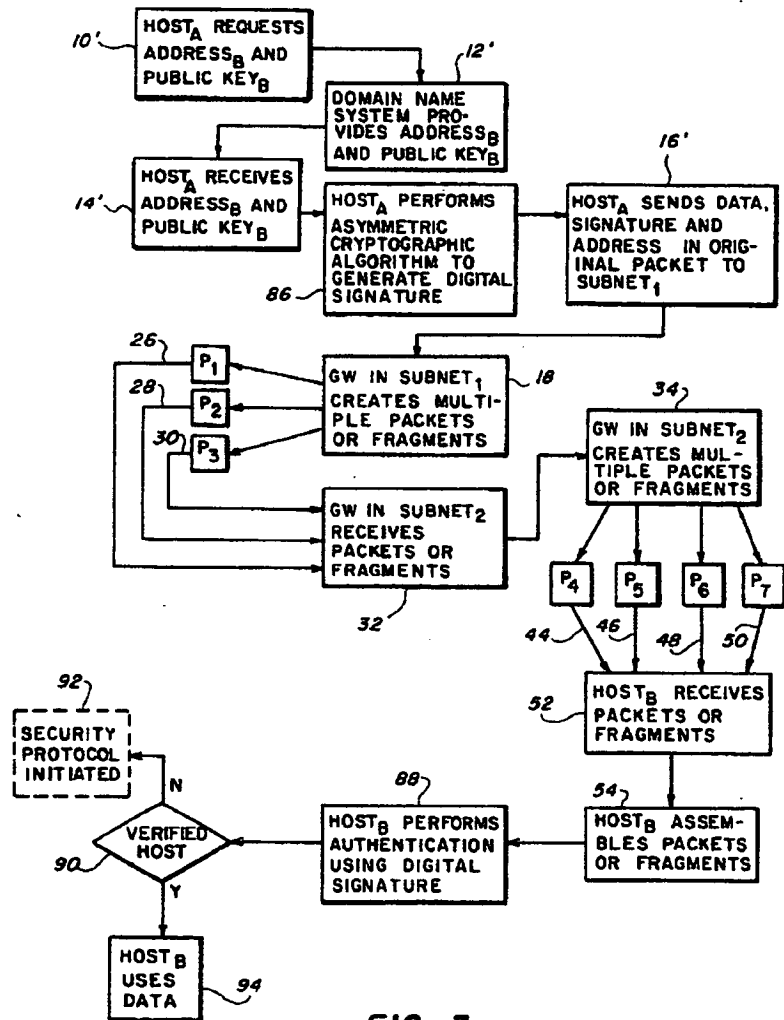 10'
HOST_A REQUESTS
ADDRESS_B AND
PUBLIC KEY_B
12'
DOMAIN NAME
SYSTEM PRO-
VIDES ADDRESS_B
AND PUBLIC KEY_B
14'
HOST_A RECEIVES
ADDRESS_B AND
PUBLIC KEY_B
HOST_A PERFORMS
ASYMMETRIC
CRYPTOGRAPHIC
ALGORITHM TO
GENERATE DIGITAL
SIGNATURE
86
16'
HOST_A SENDS DATA,
SIGNATURE AND
ADDRESS IN ORIG-
INAL PACKET TO
SUBNET_1
18
GW IN SUBNET_1
CREATES MULTI-
PLE PACKETS
OR FRAGMENTS
26
P_1
28
P_2
30
P_3
GW IN SUBNET_2
RECEIVES
PACKETS OR
FRAGMENTS
32
34
GW IN SUBNET_2
CREATES MUL-
TIPLE PACKETS
OR FRAGMENTS
P_4
P_5
P_6
P_7
44
46
48
50
52
HOST_B RECEIVES
PACKETS OR
FRAGMENTS
54
HOST_B ASSEM-
BLES PACKETS
OR FRAGMENTS
88
HOST_B PERFORMS
AUTHENTICATION
USING DIGITAL
SIGNATURE
90
VERIFIED
HOST
N
Y
92
SECURITY
PROTOCOL
INITIATED
HOST_B
USES
DATA
94